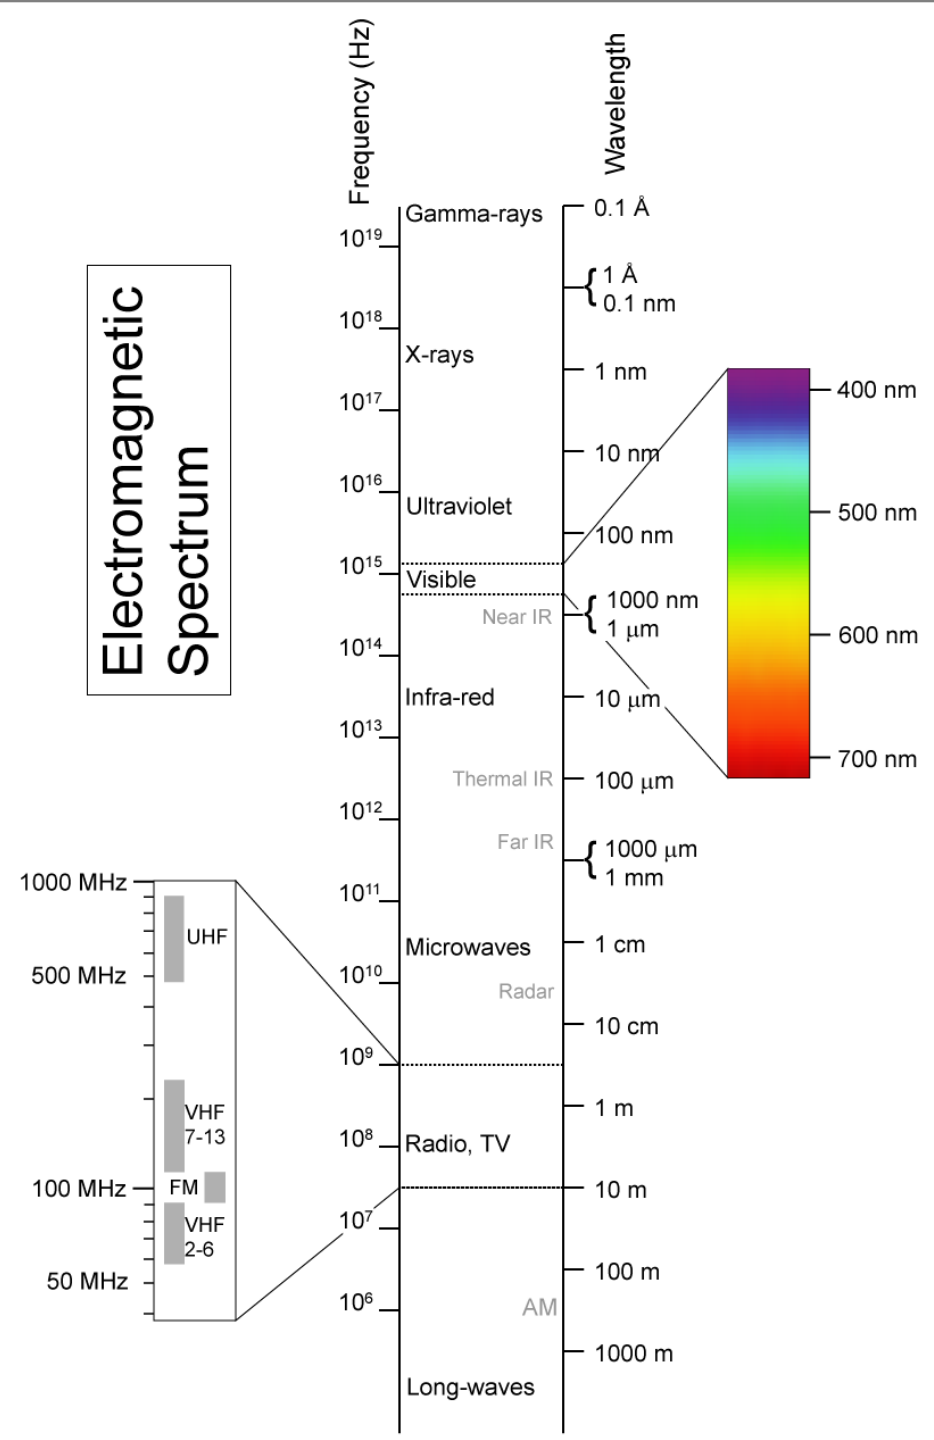 Electromagnetic
Spectrum
Frequency (Hz)
Wavelength
10¹⁹
10¹⁸
10¹⁷
10¹⁶
10¹⁵
10¹⁴
10¹³
10¹²
10¹¹
10¹⁰
10⁹
10⁸
10⁷
10⁶
Gamma-rays
X-rays
Ultraviolet
Visible
Near IR
Infra-red
Thermal IR
Far IR
Microwaves
Radar
Radio, TV
AM
Long-waves
0.1 Å
1 Å
0.1 nm
1 nm
10 nm
100 nm
1000 nm
1 μm
10 μm
100 μm
1000 μm
1 mm
1 cm
10 cm
1 m
10 m
100 m
1000 m
400 nm
500 nm
600 nm
700 nm
1000 MHz
500 MHz
100 MHz
50 MHz
UHF
VHF
7-13
FM
VHF
2-6